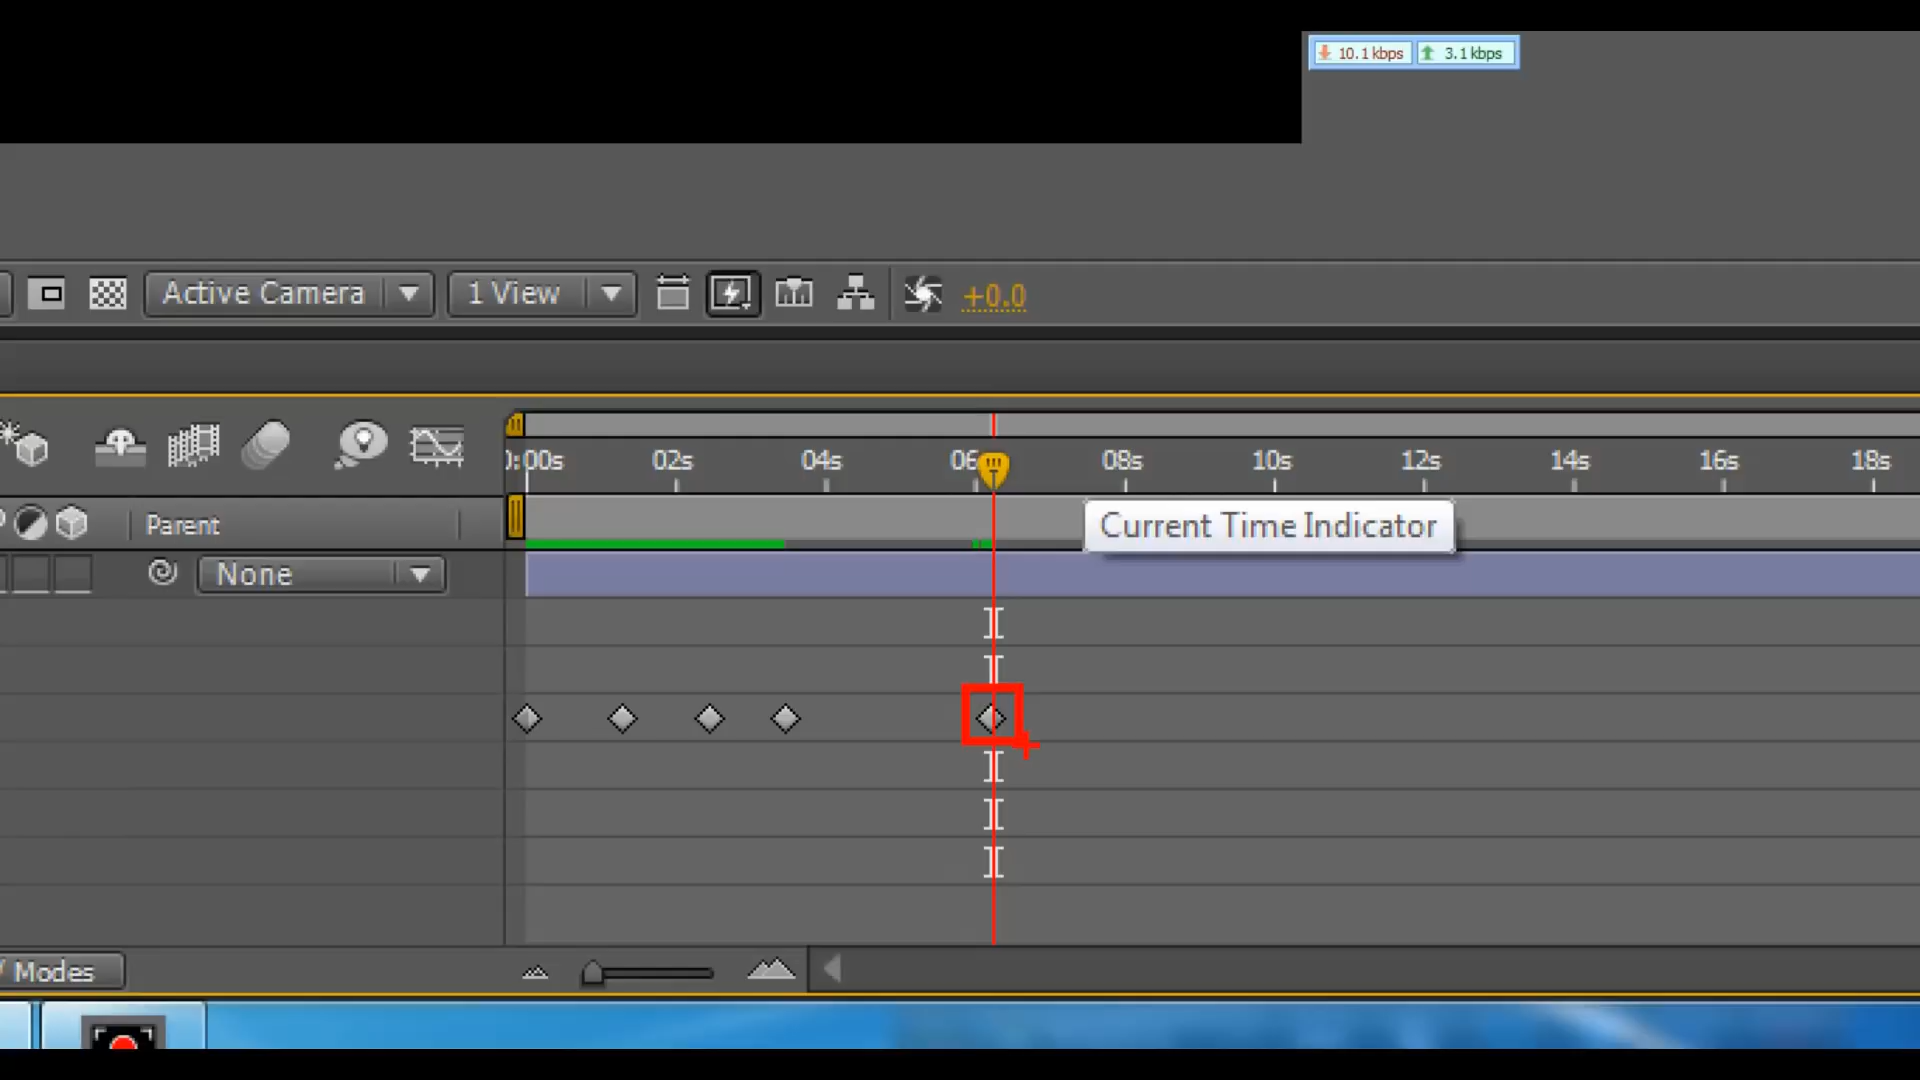 10.1 kbps 3.1 kbps
Active Camera 1 View +0.0
0:00s 02s 04s 06 08s 10s 12s 14s 16s 18s
Parent
Current Time Indicator
None
/ Modes